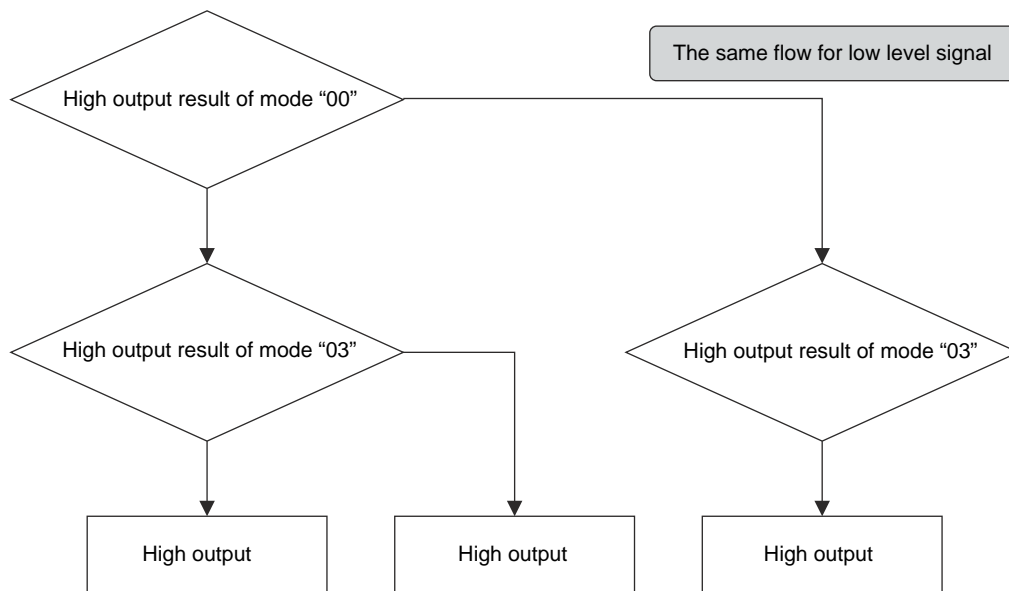 The same flow for low level signal
High output result of mode “00”
High output result of mode “03”
High output result of mode “03”
High output
High output
High output